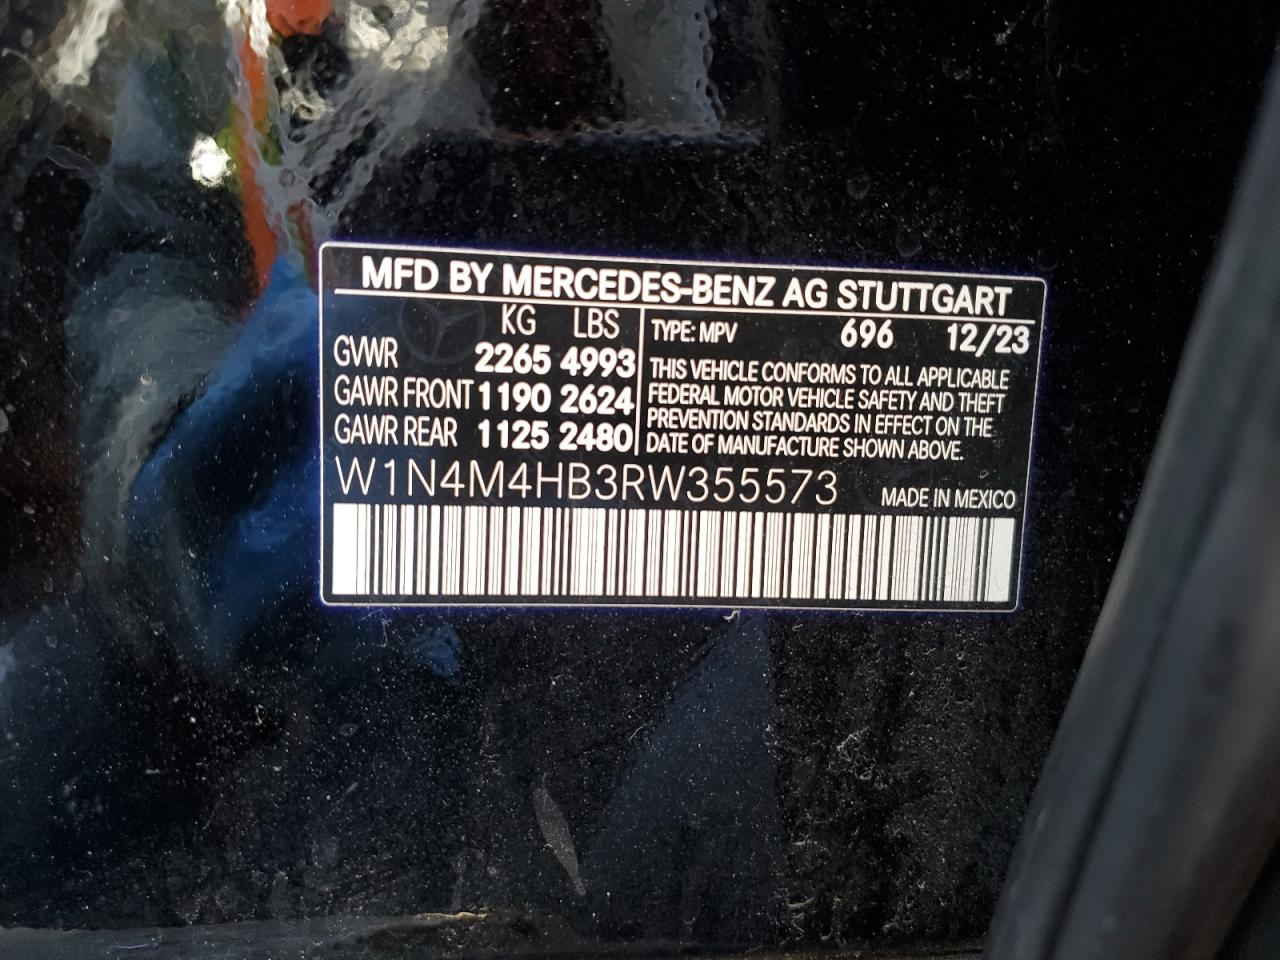 MFD BY MERCEDES-BENZ AG STUTTGART
KG LBS
GVWR 2265 4993
GAWR FRONT 1190 2624
GAWR REAR 1125 2480
TYPE: MPV 696 12/23
THIS VEHICLE CONFORMS TO ALL APPLICABLE
FEDERAL MOTOR VEHICLE SAFETY AND THEFT
PREVENTION STANDARDS IN EFFECT ON THE
DATE OF MANUFACTURE SHOWN ABOVE.
W1N4M4HB3RW355573 MADE IN MEXICO